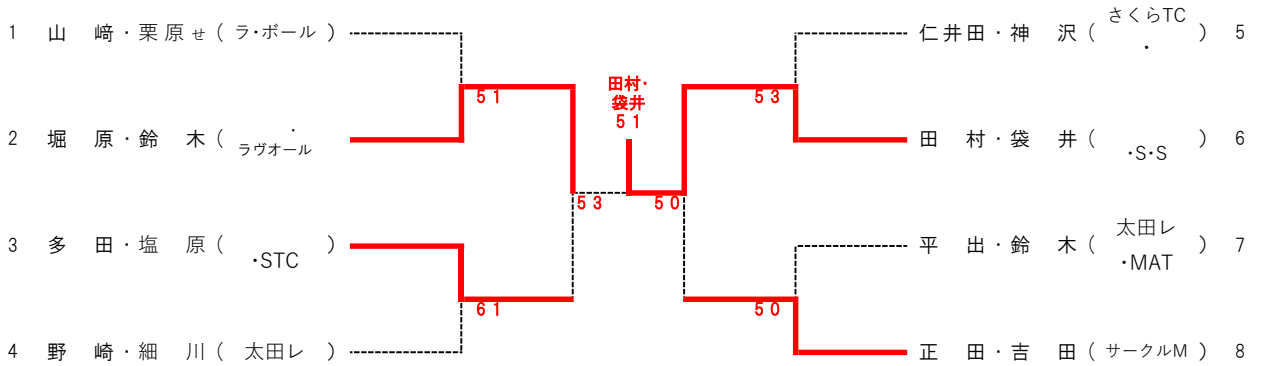 1 山 﨑・栗原せ ( ラ・ボール )
2 堀 原・鈴 木 ( ・ ラヴオール
3 多 田・塩 原 ( ・STC )
4 野 崎・細 川 ( 太田レ )
51
53
61
田村・
袋井
51
53
50
50
仁井田・神 沢 ( さくらTC ・ ) 5
田 村・袋 井 ( ・S・S ) 6
平 出・鈴 木 ( 太田レ ・MAT ) 7
正 田・吉 田 ( サークルM ) 8